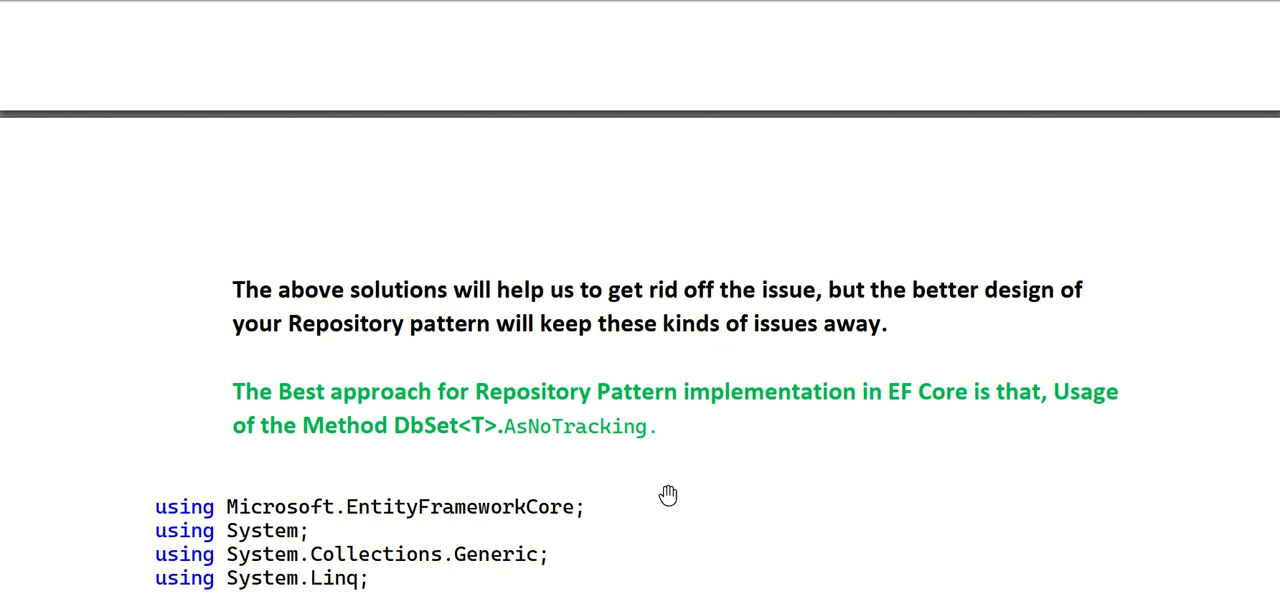 The above solutions will help us to get rid off the issue, but the better design of
your Repository pattern will keep these kinds of issues away.
The Best approach for Repository Pattern implementation in EF Core is that, Usage
of the Method DbSet<T>.AsNoTracking.
using Microsoft.EntityFrameworkCore;
using System;
using System.Collections.Generic;
using System.Linq;